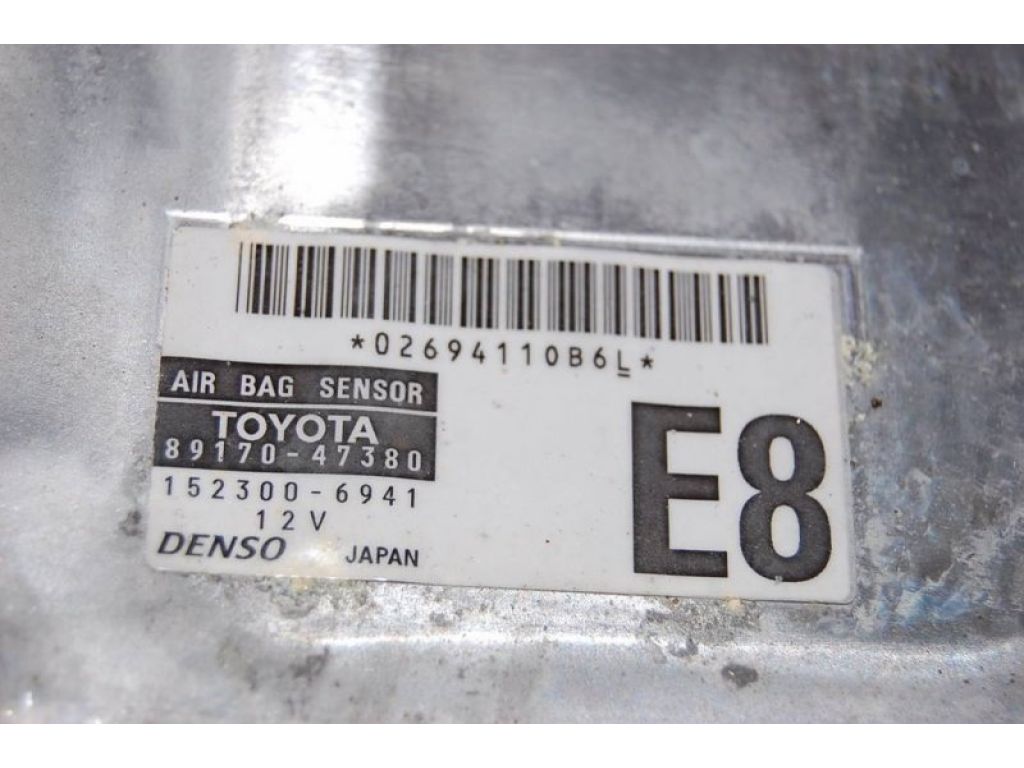 *02694110B6L*
AIR BAG SENSOR
TOYOTA
89170-47380
152300-6941
12V
DENSO JAPAN
E8